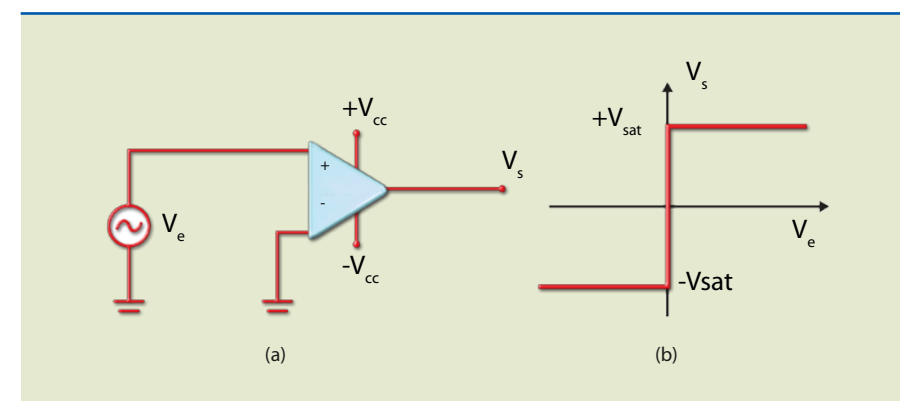 +Vcc
+
-
Ve
Vs
-Vcc
(a)
Vs
+Vsat
Ve
-Vsat
(b)